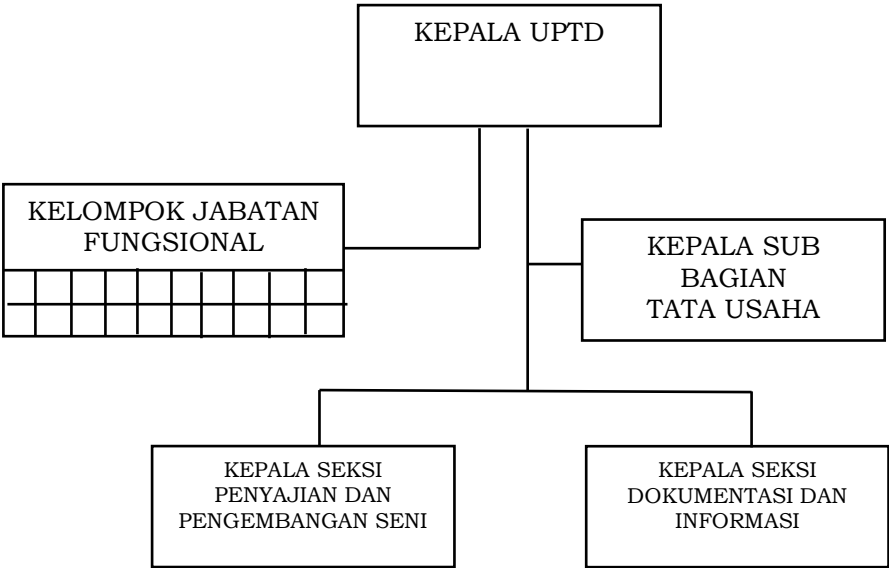 KEPALA UPTD
KELOMPOK JABATAN
FUNGSIONAL
KEPALA SUB
BAGIAN
TATA USAHA
KEPALA SEKSI
PENYAJIAN DAN
PENGEMBANGAN SENI
KEPALA SEKSI
DOKUMENTASI DAN
INFORMASI